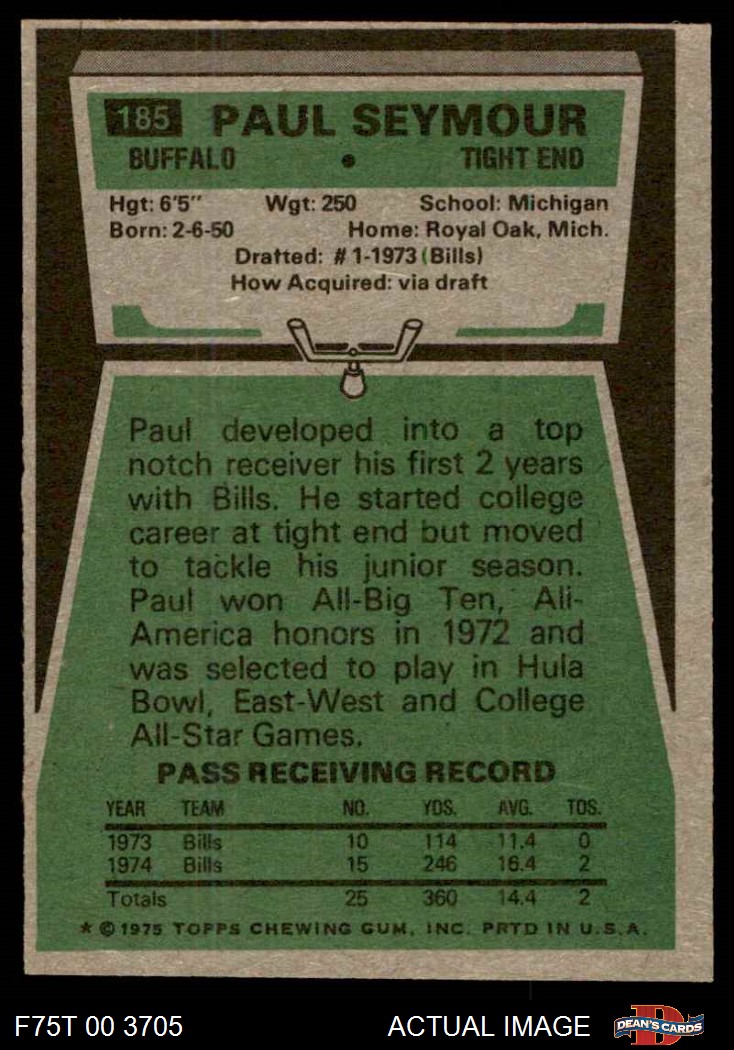 185 PAUL SEYMOUR
BUFFALO • TIGHT END
Hgt: 6'5" Wgt: 250 School: Michigan
Born: 2-6-50 Home: Royal Oak, Mich.
Drafted: #1-1973 (Bills)
How Acquired: via draft
Paul developed into a top
notch receiver his first 2 years
with Bills. He started college
career at tight end but moved
to tackle his junior season.
Paul won All-Big Ten, All-
America honors in 1972 and
was selected to play in Hula
Bowl, East-West and College
All-Star Games.
PASS RECEIVING RECORD
YEAR TEAM NO. YDS. AVG. TDS.
1973 Bills 10 114 11.4 0
1974 Bills 15 246 16.4 2
Totals 25 360 14.4 2
* © 1975 TOPPS CHEWING GUM, INC. PRTD IN U.S.A.
F75T 00 3705 ACTUAL IMAGE D DEAN'S CARDS